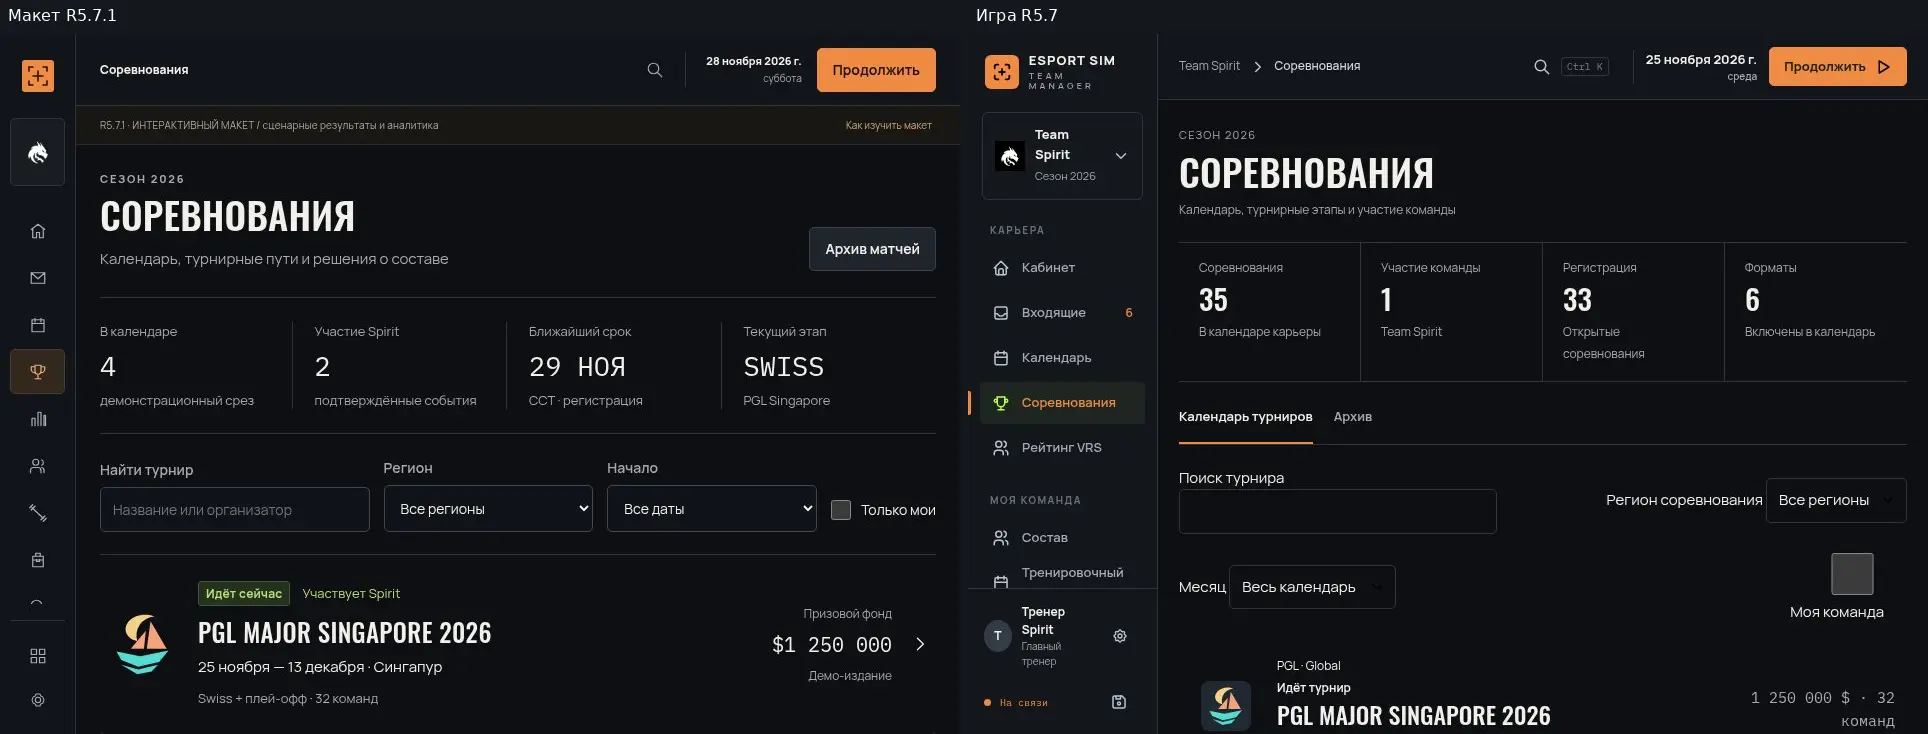 Макет R5.7.1
Соревнования
28 ноября 2026 г.
суббота
Продолжить
R5.7.1 · ИНТЕРАКТИВНЫЙ МАКЕТ / сценарные результаты и аналитика
Как изучить макет
СЕЗОН 2026
СОРЕВНОВАНИЯ
Календарь, турнирные пути и решения о составе
Архив матчей
В календаре
4
демонстрационный срез
Участие Spirit
2
подтверждённые события
Ближайший срок
29 НОЯ
CCT · регистрация
Текущий этап
SWISS
PGL Singapore
Найти турнир
Название или организатор
Регион
Все регионы
Начало
Все даты
Только мои
Идёт сейчас
Участвует Spirit
PGL MAJOR SINGAPORE 2026
25 ноября — 13 декабря · Сингапур
Swiss + плей-офф · 32 команд
Призовой фонд
$1 250 000
Демо-издание
Игра R5.7
ESPORT SIM
TEAM
MANAGER
Team
Spirit
Сезон 2026
КАРЬЕРА
Кабинет
Входящие
6
Календарь
Соревнования
Рейтинг VRS
МОЯ КОМАНДА
Состав
Тренировочный
T
Тренер
Spirit
Главный
тренер
На связи
Team Spirit
Соревнования
Ctrl K
25 ноября 2026 г.
среда
Продолжить
СЕЗОН 2026
СОРЕВНОВАНИЯ
Календарь, турнирные этапы и участие команды
Соревнования
35
В календаре карьеры
Участие команды
1
Team Spirit
Регистрация
33
Открытые
соревнования
Форматы
6
Включены в календарь
Календарь турниров
Архив
Поиск турнира
Регион соревнования
Все регионы
Месяц
Весь календарь
Моя команда
PGL · Global
Идёт турнир
PGL MAJOR SINGAPORE 2026
1 250 000 $ · 32
команд